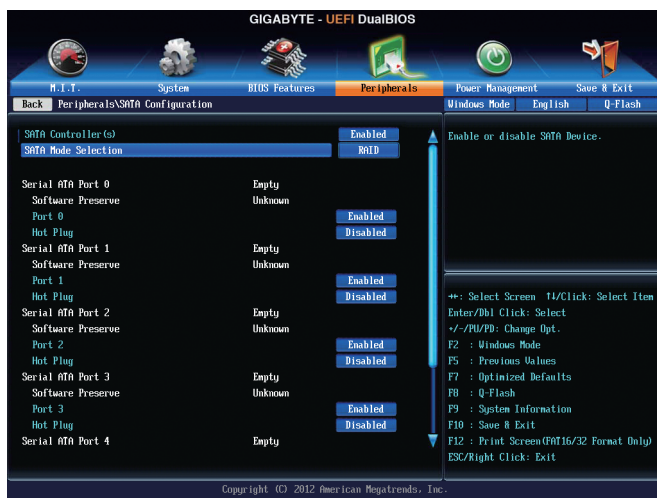 GIGABYTE - UEFI DualBIOS
M.I.T. System BIOS Features Peripherals Power Management Save & Exit
Back Peripherals\SATA Configuration Windows Mode English Q-Flash
SATA Controller(s) Enabled
SATA Mode Selection RAID
Serial ATA Port 0 Empty
Software Preserve Unknown
Port 0 Enabled
Hot Plug Disabled
Serial ATA Port 1 Empty
Software Preserve Unknown
Port 1 Enabled
Hot Plug Disabled
Serial ATA Port 2 Empty
Software Preserve Unknown
Port 2 Enabled
Hot Plug Disabled
Serial ATA Port 3 Empty
Software Preserve Unknown
Port 3 Enabled
Hot Plug Disabled
Serial ATA Port 4 Empty
Enable or disable SATA Device.
→←: Select Screen ↑↓/Click: Select Item
Enter/Dbl Click: Select
+/-/PU/PD: Change Opt.
F2 : Windows Mode
F5 : Previous Values
F7 : Optimized Defaults
F8 : Q-Flash
F9 : System Information
F10 : Save & Exit
F12 : Print Screen(FAT16/32 Format Only)
ESC/Right Click: Exit
Copyright (C) 2012 American Megatrends, Inc.